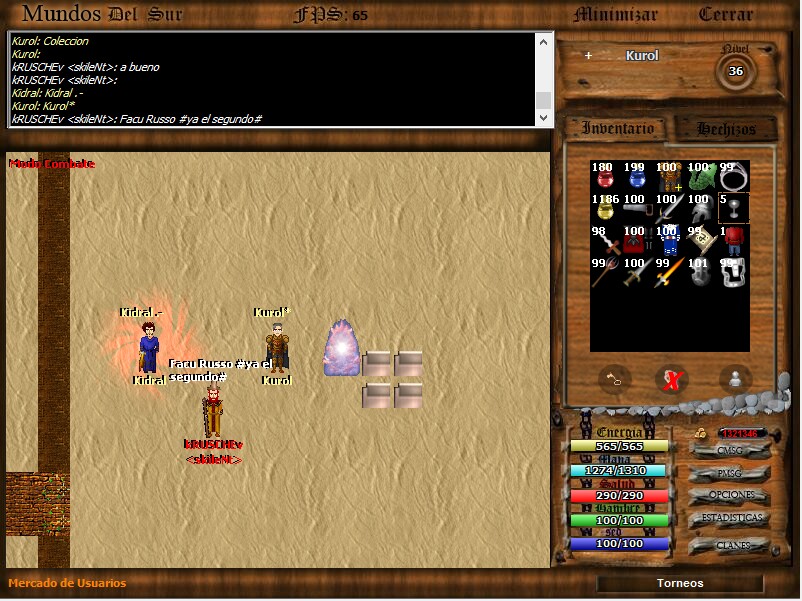 Mundos Del Sur
FPS: 65
Minimizar
Cerrar
Kurol: Coleccion
Kurol:
kRUSCHEv <skileNt>: a bueno
kRUSCHEv <skileNt>:
Kidral: Kidral .-
Kurol: Kurol*
kRUSCHEv <skileNt>: Facu Russo #ya el segundo#
+
Kurol
Nivel
36
Inventario
Hechizos
Modo Combate
180 199 100 100 99
1186 100 100 100 5
98 100 100 99 1
99 100 99 101 99
Kidral .-
Kurol*
Facu Russo #ya el
segundo#
Kidral
Kurol
kRUSCHEv
<skileNt>
Energia
565/565
Mana
1274/1310
Salud
290/290
Hambre
100/100
sed
100/100
1321346
CMSG
PMSG
OPCIONES
ESTADISTICAS
CLANES
Mercado de Usuarios
Torneos